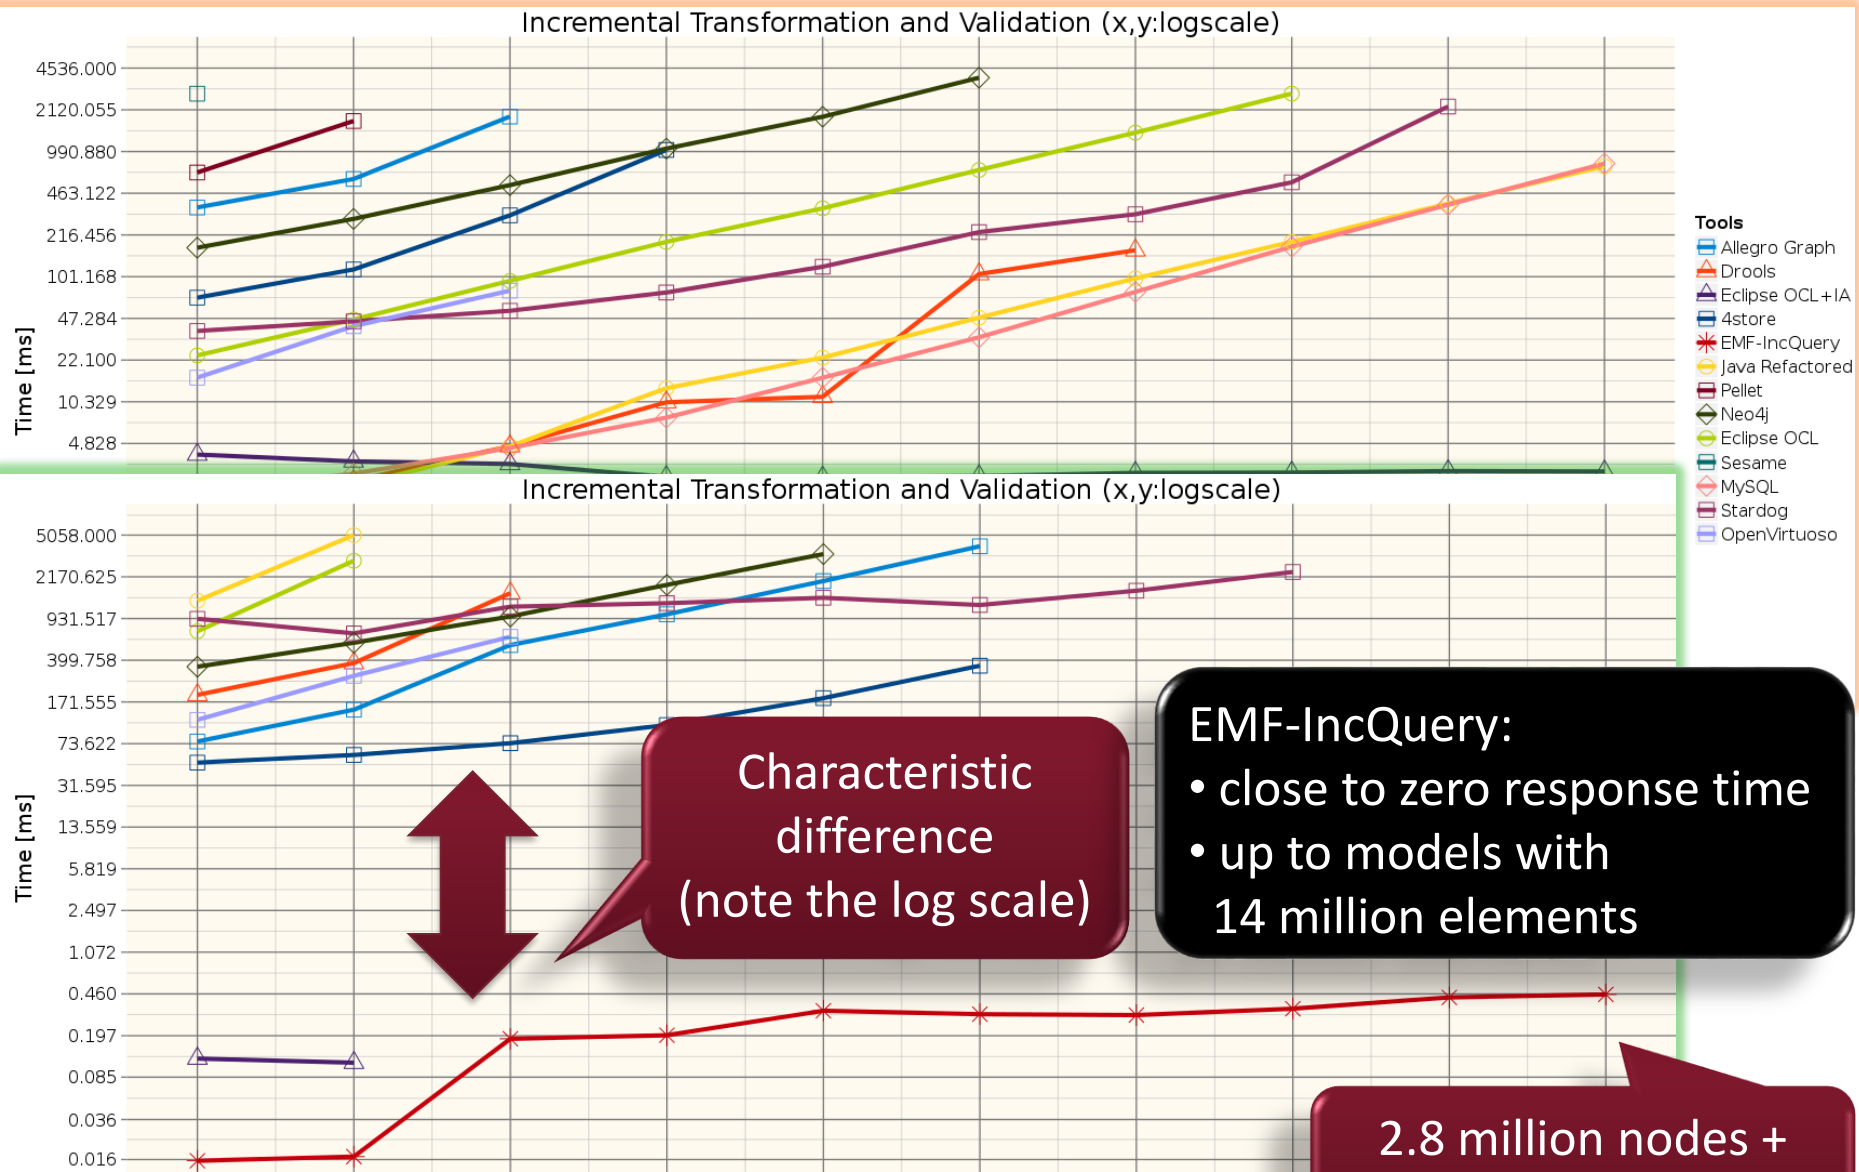 Incremental Transformation and Validation (x,y:logscale)
4536.000
2120.055
990.880
463.122
216.456
101.168
47.284
22.100
10.329
4.828
Time [ms]
Tools
Allegro Graph
Drools
Eclipse OCL+IA
4store
EMF-IncQuery
Java Refactored
Pellet
Neo4j
Eclipse OCL
Sesame
MySQL
Stardog
OpenVirtuoso
Incremental Transformation and Validation (x,y:logscale)
5058.000
2170.625
931.517
399.758
171.555
73.622
31.595
13.559
5.819
2.497
1.072
0.460
0.197
0.085
0.036
0.016
Time [ms]
Characteristic
difference
(note the log scale)
EMF-IncQuery:
• close to zero response time
• up to models with
14 million elements
2.8 million nodes +